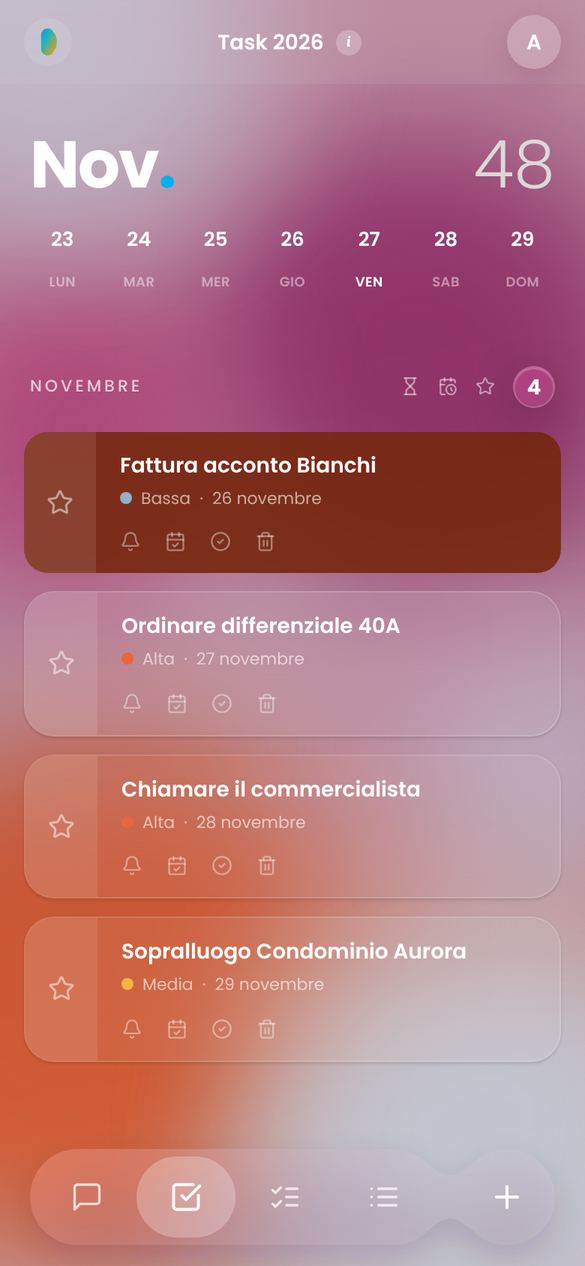 Task 2026 i A
Nov. 48
23 24 25 26 27 28 29
LUN MAR MER GIO VEN SAB DOM
NOVEMBRE 4
Fattura acconto Bianchi
Bassa · 26 novembre
Ordinare differenziale 40A
Alta · 27 novembre
Chiamare il commercialista
Alta · 28 novembre
Sopralluogo Condominio Aurora
Media · 29 novembre